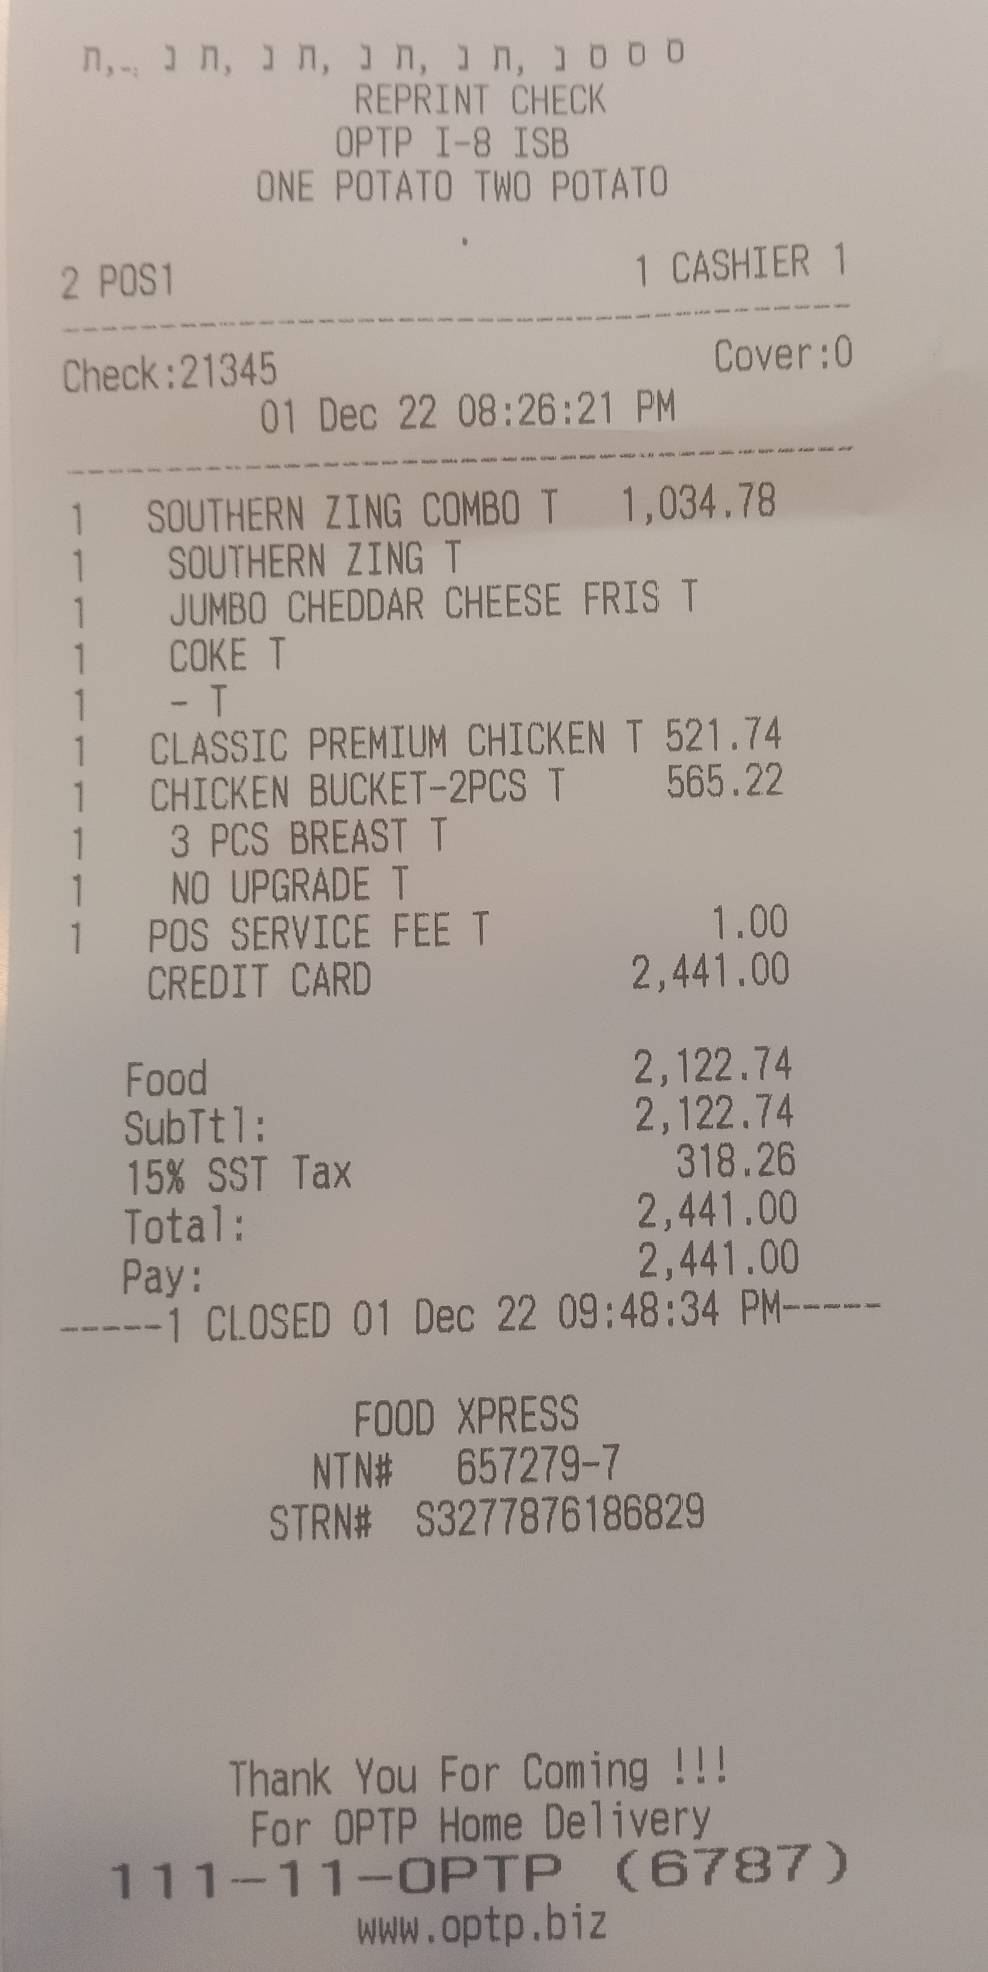 ת,-; נ ת, נ ת, נ ת, נ ת, נ ס ס ס
REPRINT CHECK
OPTP I-8 ISB
ONE POTATO TWO POTATO
2 POS1 1 CASHIER 1
Check:21345 Cover:0
01 Dec 22 08:26:21 PM
1 SOUTHERN ZING COMBO T 1,034.78
1 SOUTHERN ZING T
1 JUMBO CHEDDAR CHEESE FRIS T
1 COKE T
1 - T
1 CLASSIC PREMIUM CHICKEN T 521.74
1 CHICKEN BUCKET-2PCS T 565.22
1 3 PCS BREAST T
1 NO UPGRADE T
1 POS SERVICE FEE T 1.00
CREDIT CARD 2,441.00
Food 2,122.74
SubTtl: 2,122.74
15% SST Tax 318.26
Total: 2,441.00
Pay: 2,441.00
-----1 CLOSED 01 Dec 22 09:48:34 PM-----
FOOD XPRESS
NTN# 657279-7
STRN# S3277876186829
Thank You For Coming !!!
For OPTP Home Delivery
111-11-OPTP (6787)
www.optp.biz